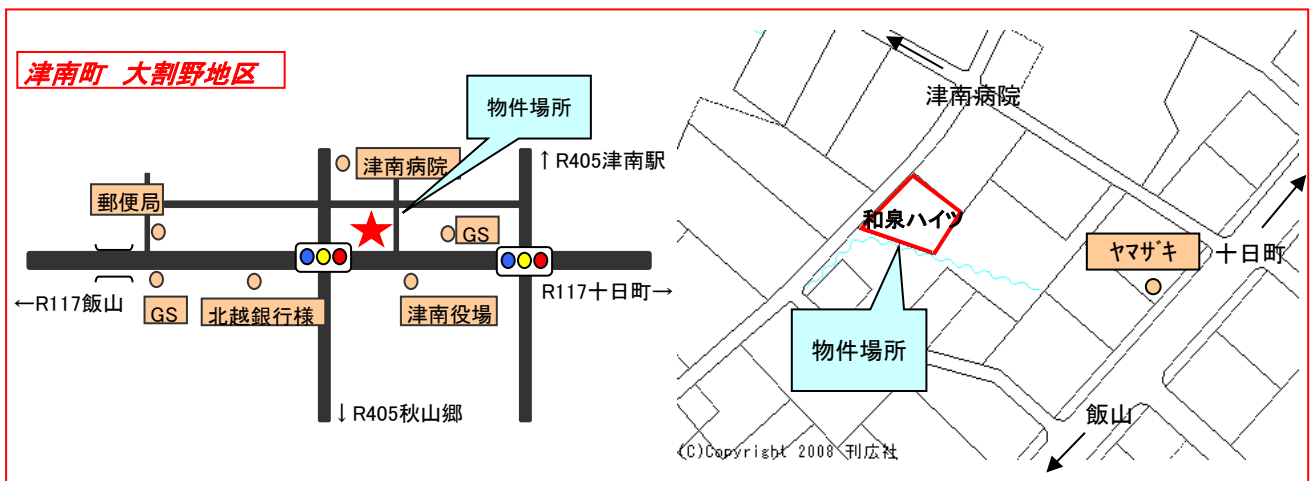 津南町 大割野地区
物件場所
津南病院
↑R405津南駅
郵便局
GS
←R117飯山
R117十日町→
GS
北越銀行様
津南役場
↓R405秋山郷
津南病院
和泉ハイツ
ヤマザキ
十日町
物件場所
飯山
(C)Copyright 2008 刊広社